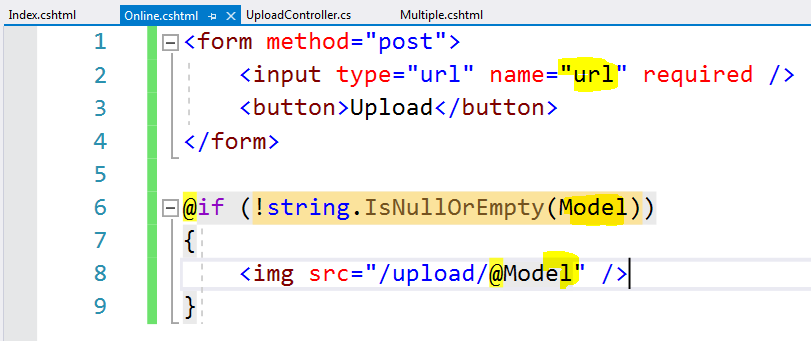 Index.cshtml Online.cshtml UploadController.cs Multiple.cshtml
1 <form method="post">
2 <input type="url" name="url" required />
3 <button>Upload</button>
4 </form>
5
6 @if (!string.IsNullOrEmpty(Model))
7 {
8 <img src="/upload/@Model" />
9 }